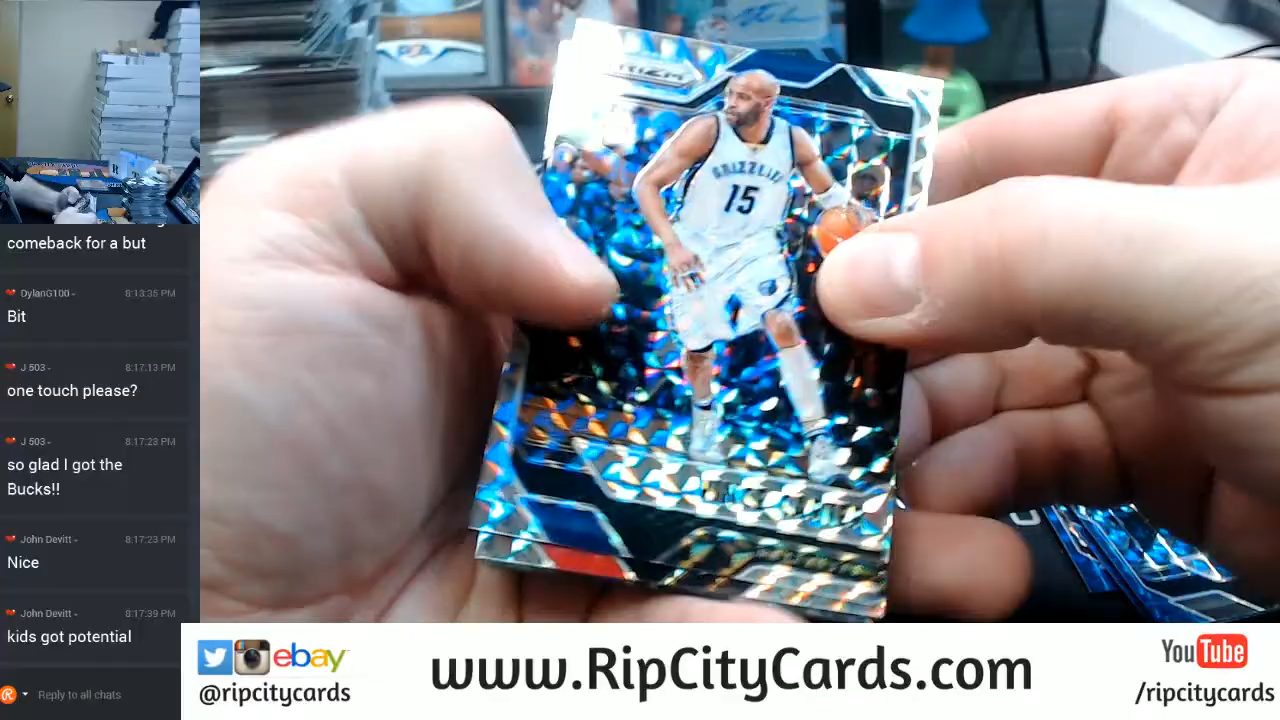 comeback for a but
DylanG100 - 8:13:35 PM
Bit
J 503 - 8:17:13 PM
one touch please?
J 503 - 8:17:23 PM
so glad I got the
Bucks!!
John Devitt - 8:17:23 PM
Nice
John Devitt - 8:17:39 PM
kids got potential
Reply to all chats
PRIZM
GRIZZLIES
15
PSA
ebay
@ripcitycards
www.RipCityCards.com
YouTube
/ripcitycards